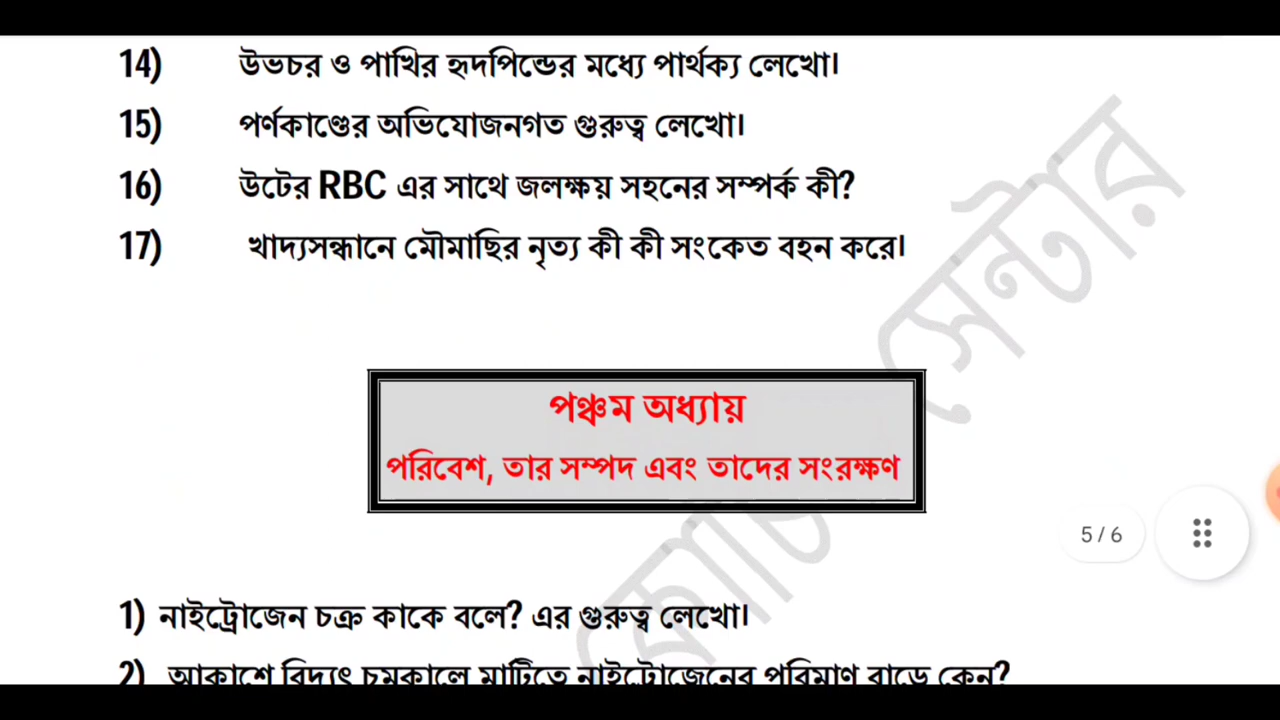 14) উভচর ও পাখির হৃদপিন্ডের মধ্যে পার্থক্য লেখো।
15) পর্ণকাণ্ডের অভিযোজনগত গুরুত্ব লেখো।
16) উটের RBC এর সাথে জলক্ষয় সহনের সম্পর্ক কী?
17) খাদ্যসন্ধানে মৌমাছির নৃত্য কী কী সংকেত বহন করে।
সেন্টার
পঞ্চম অধ্যায়
পরিবেশ, তার সম্পদ এবং তাদের সংরক্ষণ
5 / 6
1) নাইট্রোজেন চক্র কাকে বলে? এর গুরুত্ব লেখো।
2) আকাশে বিদ্যুৎ চমকালে মাটিতে নাইট্রোজেনের পরিমাণ বাড়ে কেন?